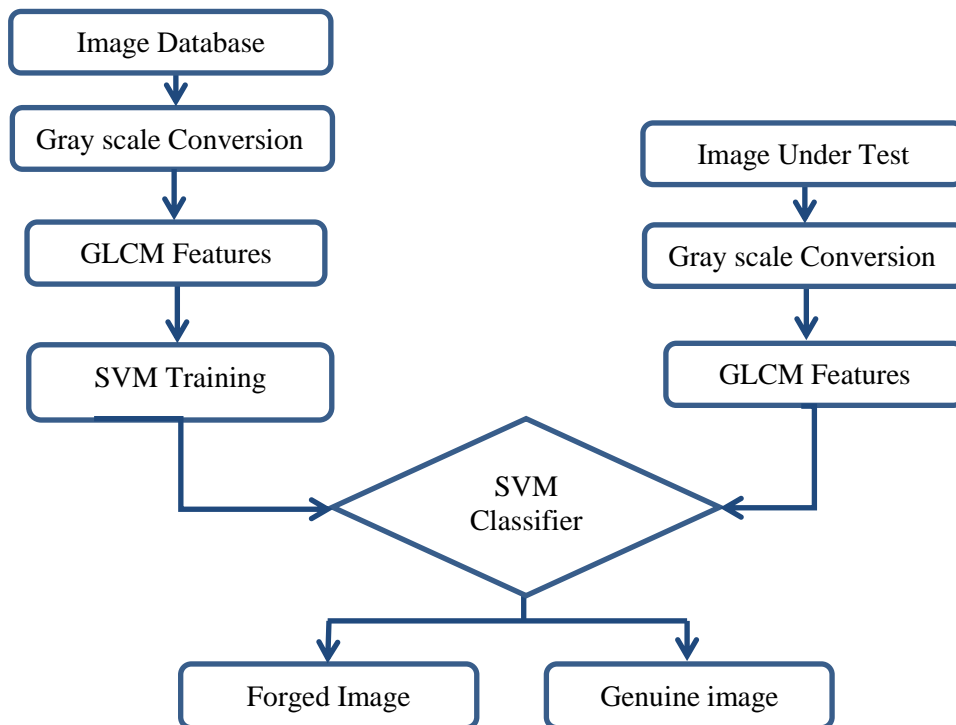 Image Database
Gray scale Conversion
GLCM Features
SVM Training
Image Under Test
Gray scale Conversion
GLCM Features
SVM
Classifier
Forged Image
Genuine image